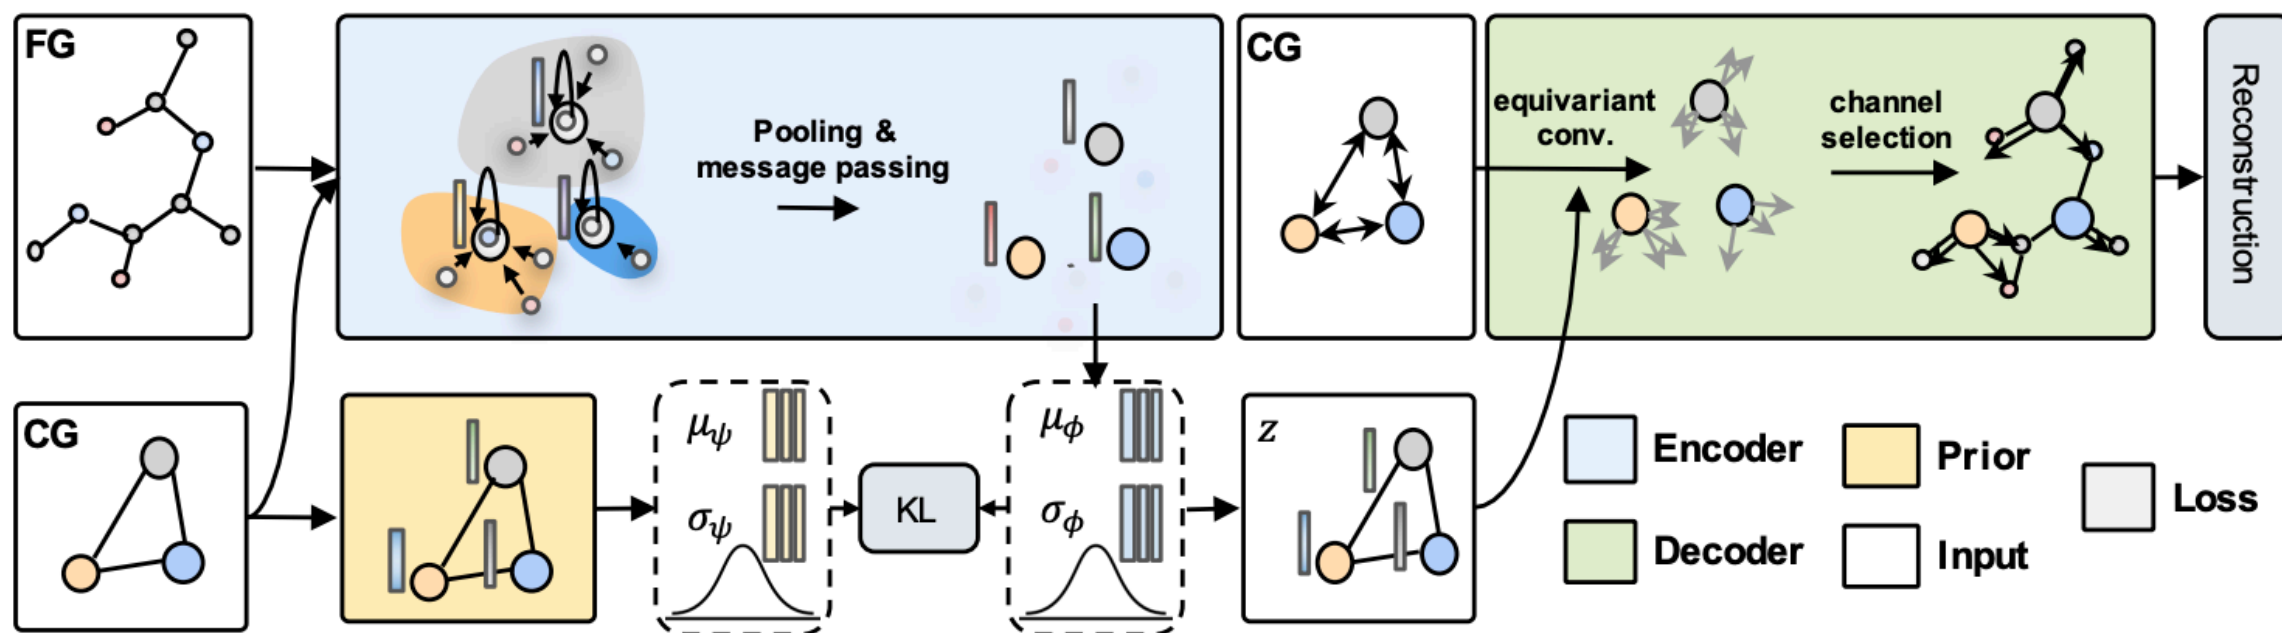 FG
Pooling &
message passing
CG
equivariant
conv.
channel
selection
Reconstruction
CG
μψ
σψ
KL
μϕ
σϕ
z
Encoder
Decoder
Prior
Input
Loss